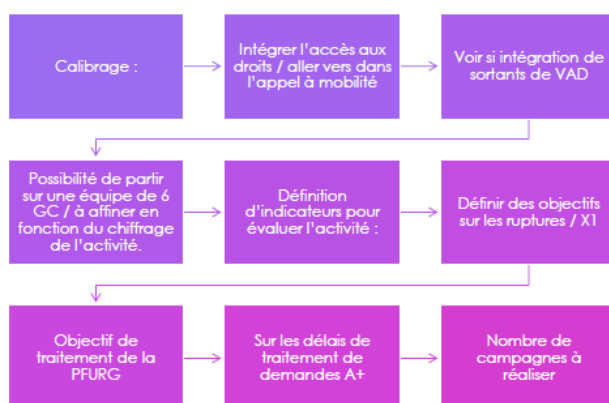 Calibrage :
Intégrer l'accès aux
droits / aller vers dans
l'appel à mobilité
Voir si intégration de
sortants de VAD
Possibilité de partir
sur une équipe de 6
GC / à affiner en
fonction du chiffrage
de l'activité.
Définition
d'indicateurs pour
évaluer l'activité :
Définir des objectifs
sur les ruptures / X1
Objectif de
traitement de la
PFURG
Sur les délais de
traitement de
demandes A+
Nombre de
campagnes à
réaliser